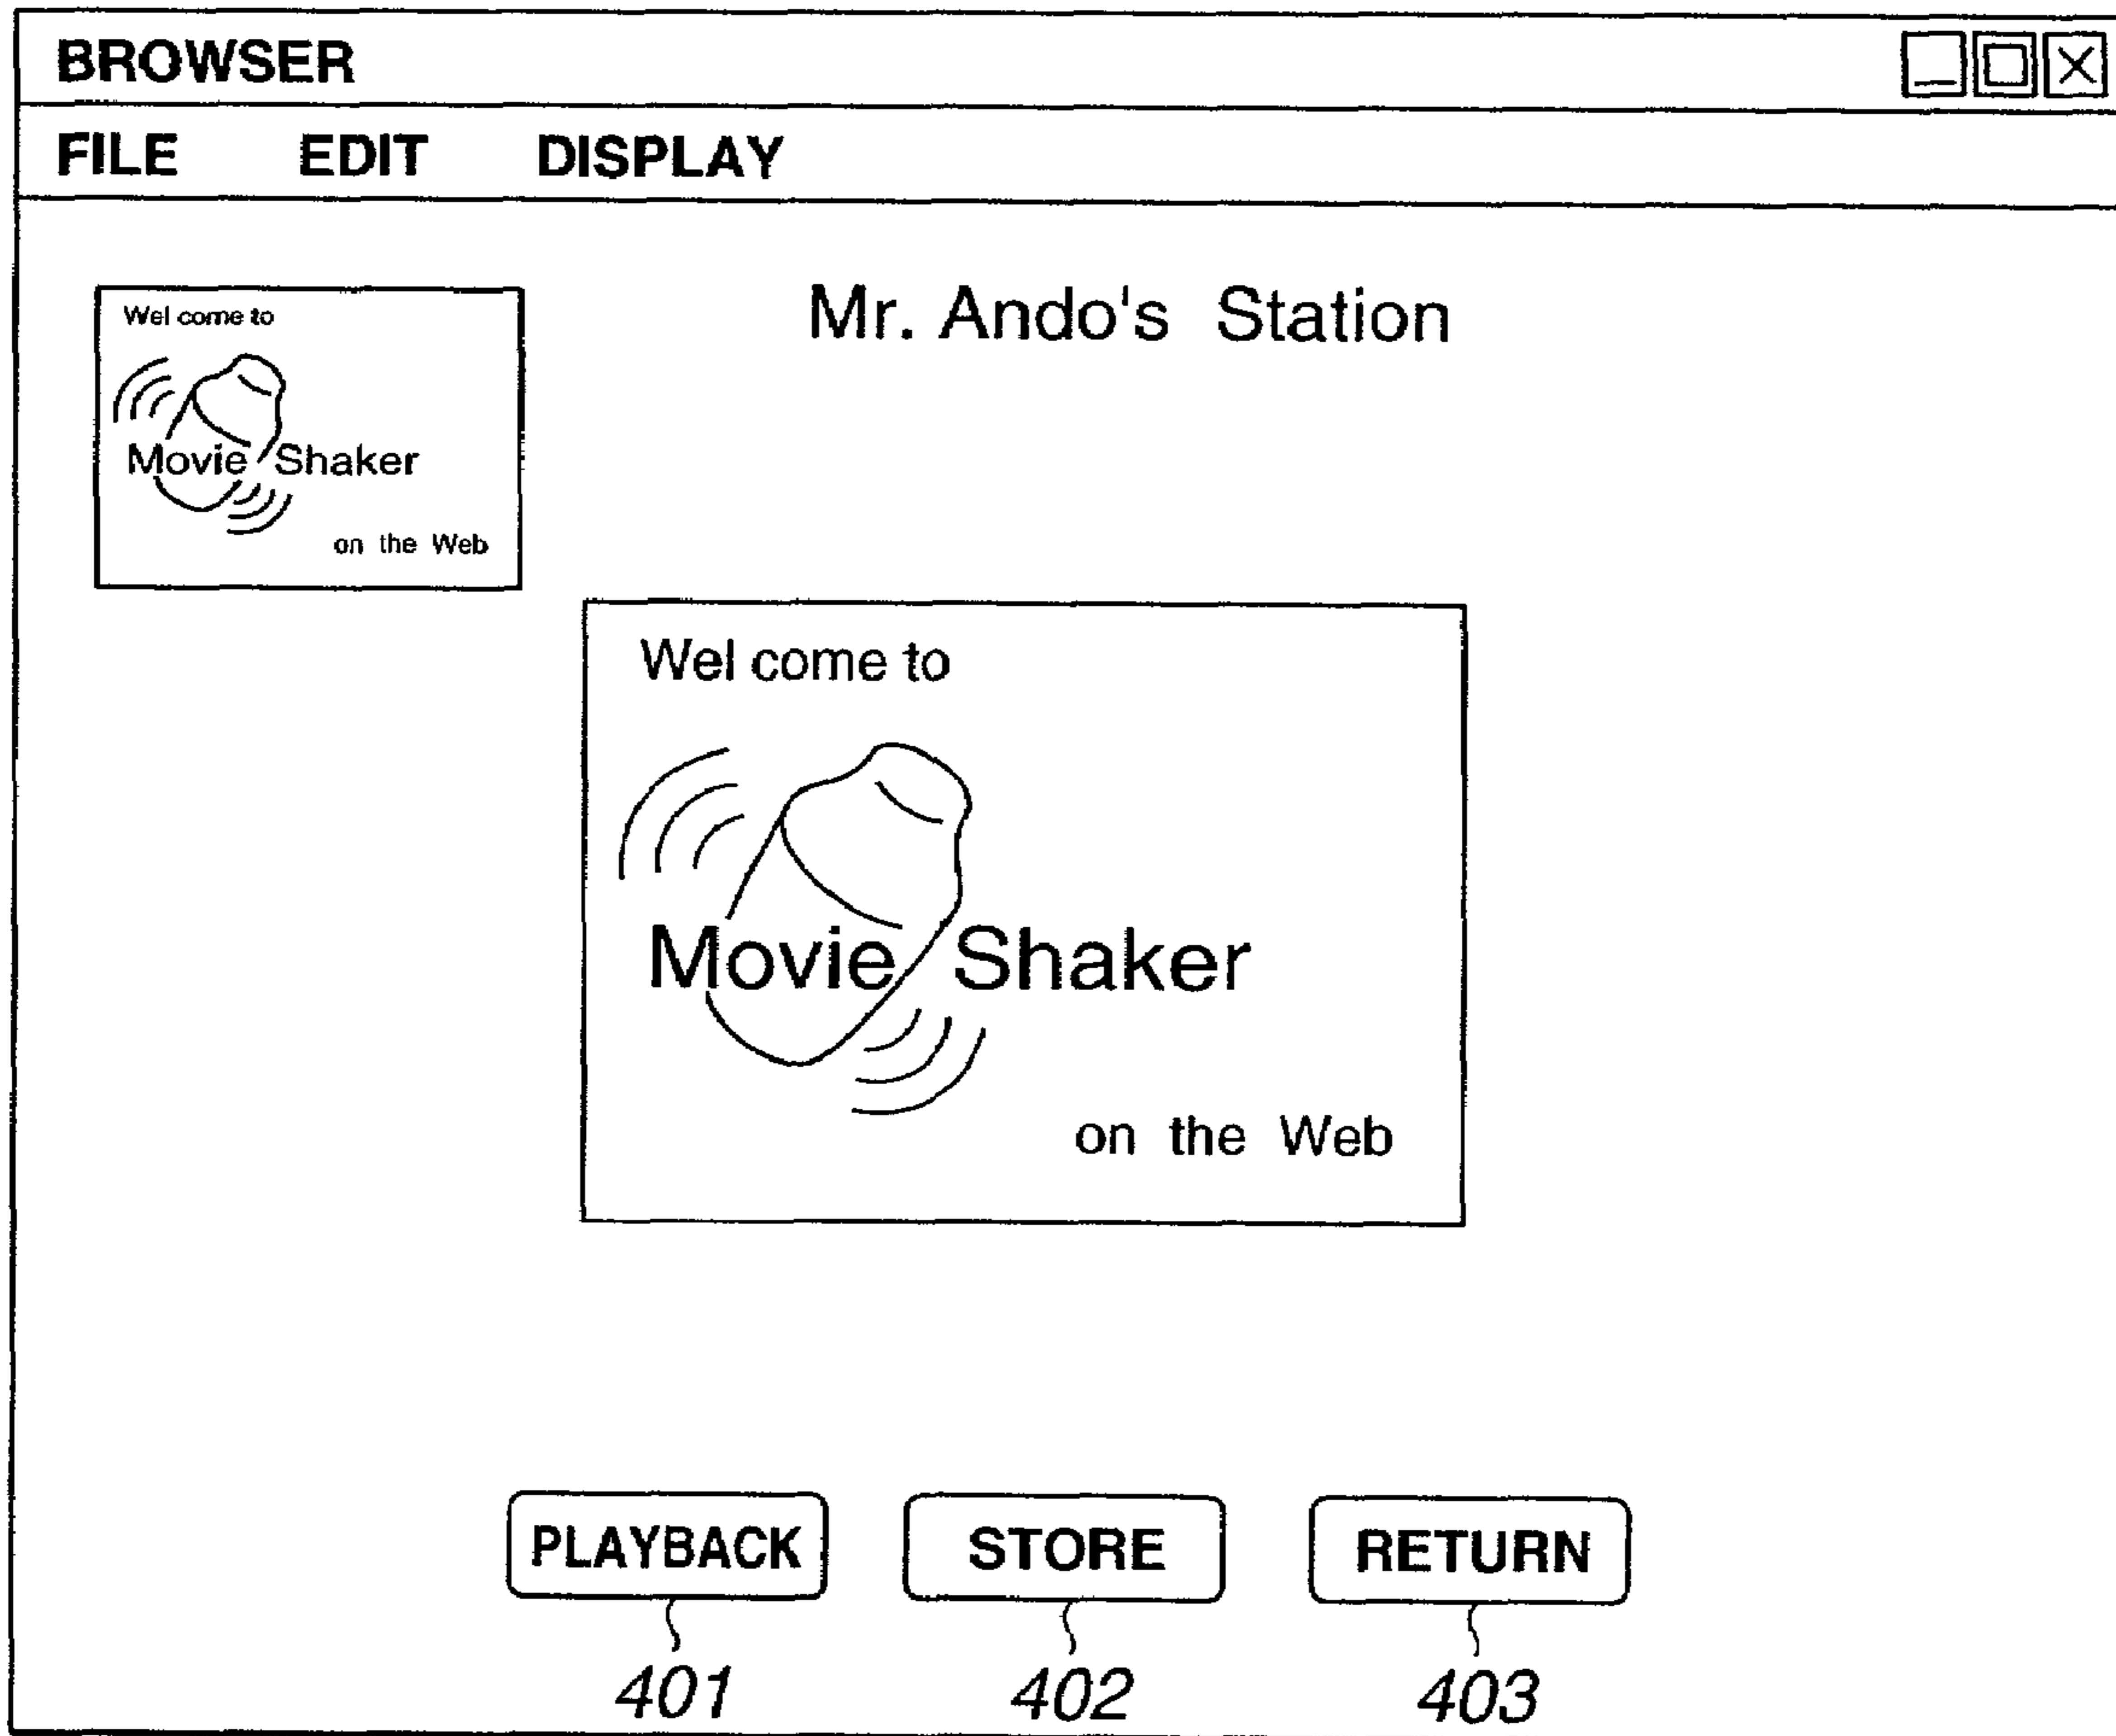 BROWSER
FILE EDIT DISPLAY
Mr. Ando's Station
Wel come to
Movie Shaker
on the Web
Wel come to
Movie Shaker
on the Web
PLAYBACK STORE RETURN
401 402 403